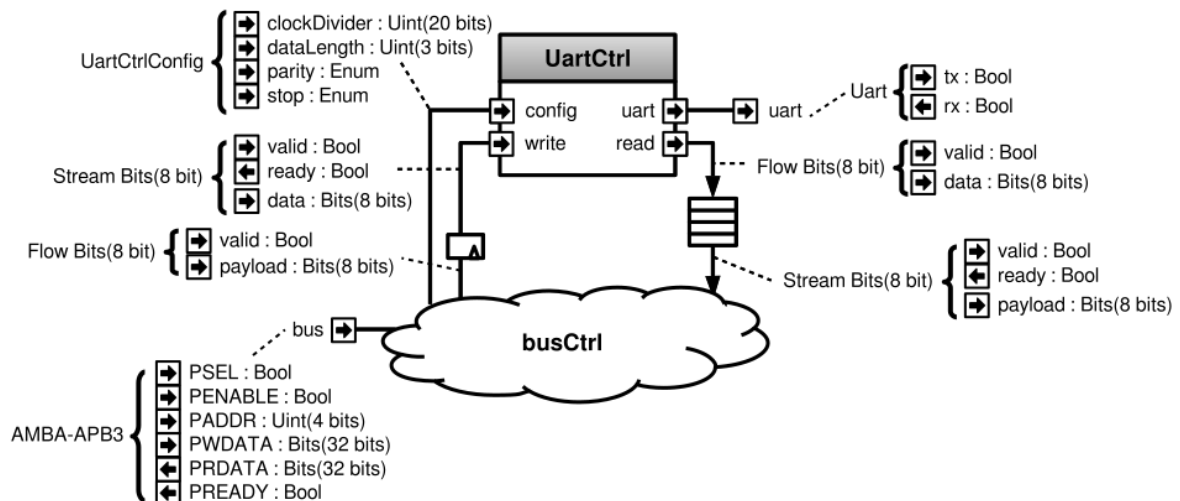 UartCtrlConfig
clockDivider : Uint(20 bits)
dataLength : Uint(3 bits)
parity : Enum
stop : Enum
UartCtrl
config
write
uart
read
uart
Uart
tx : Bool
rx : Bool
Stream Bits(8 bit)
valid : Bool
ready : Bool
data : Bits(8 bits)
Flow Bits(8 bit)
valid : Bool
data : Bits(8 bits)
Flow Bits(8 bit)
valid : Bool
payload : Bits(8 bits)
Stream Bits(8 bit)
valid : Bool
ready : Bool
payload : Bits(8 bits)
bus
busCtrl
AMBA-APB3
PSEL : Bool
PENABLE : Bool
PADDR : Uint(4 bits)
PWDATA : Bits(32 bits)
PRDATA : Bits(32 bits)
PREADY : Bool